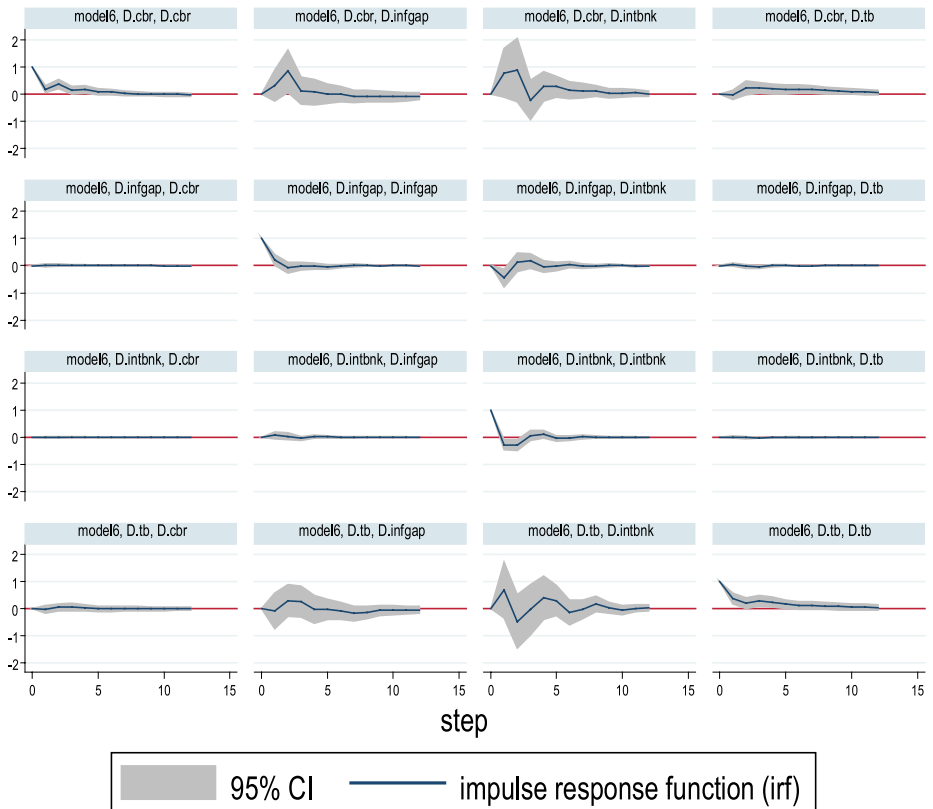 model6, D.cbr, D.cbr
model6, D.cbr, D.infgap
model6, D.cbr, D.intbnk
model6, D.cbr, D.tb
2
1
0
-1
-2
model6, D.infgap, D.cbr
model6, D.infgap, D.infgap
model6, D.infgap, D.intbnk
model6, D.infgap, D.tb
2
1
0
-1
-2
model6, D.intbnk, D.cbr
model6, D.intbnk, D.infgap
model6, D.intbnk, D.intbnk
model6, D.intbnk, D.tb
2
1
0
-1
-2
model6, D.tb, D.cbr
model6, D.tb, D.infgap
model6, D.tb, D.intbnk
model6, D.tb, D.tb
2
1
0
-1
-2
0 5 10 15 0 5 10 15 0 5 10 15 0 5 10 15
step
95% CI impulse response function (irf)